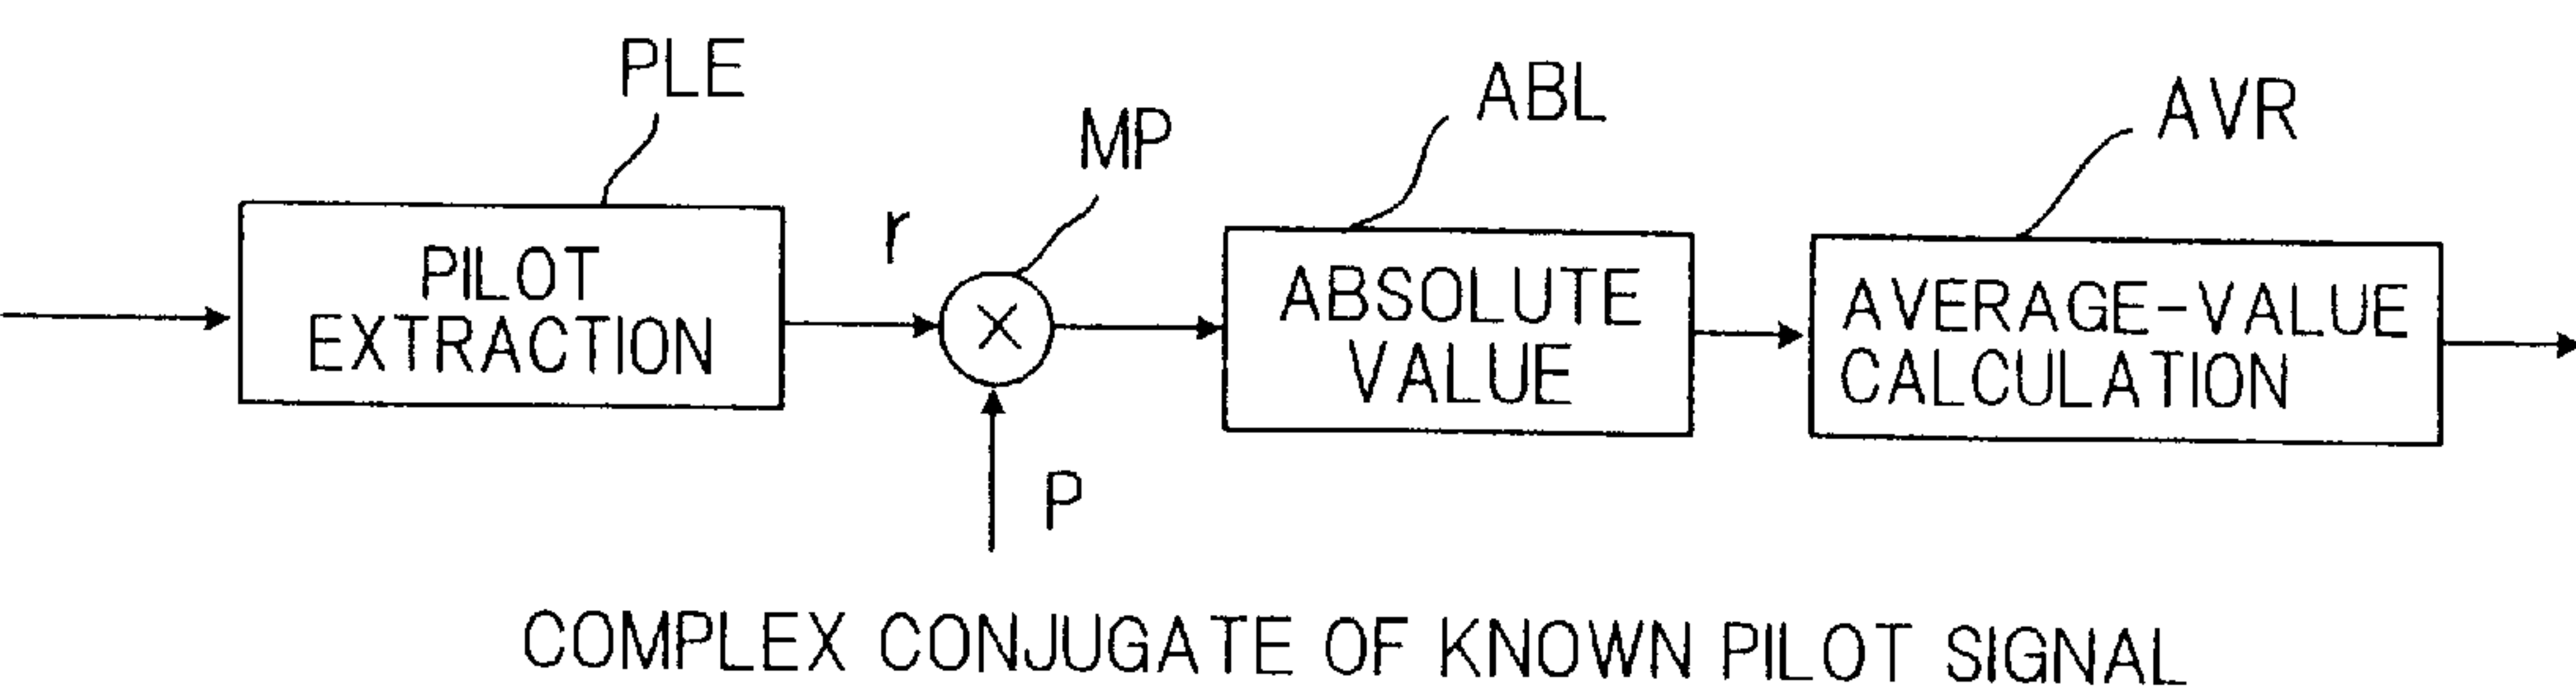 PLE
MP
ABL
AVR
PILOT
EXTRACTION
r
×
ABSOLUTE
VALUE
AVERAGE-VALUE
CALCULATION
P
COMPLEX CONJUGATE OF KNOWN PILOT SIGNAL